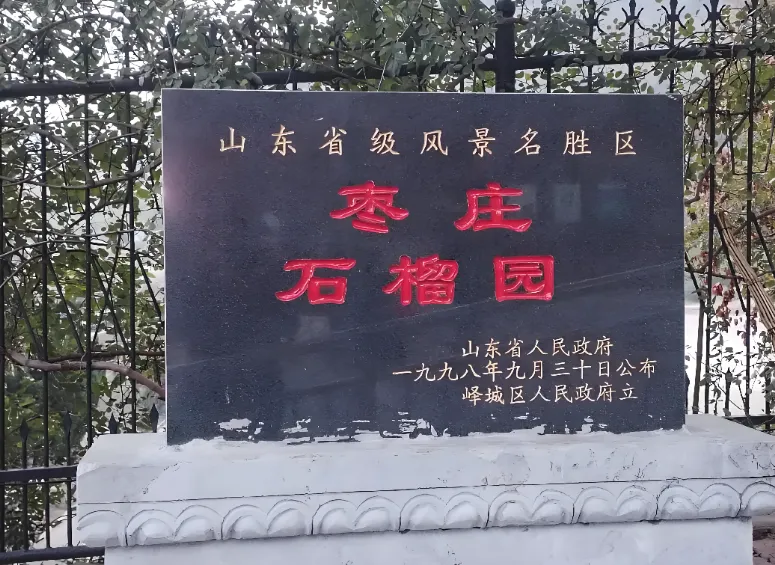 山东省级风景名胜区
枣庄
石榴园
山东省人民政府
一九九八年九月三十日公布
峄城区人民政府立